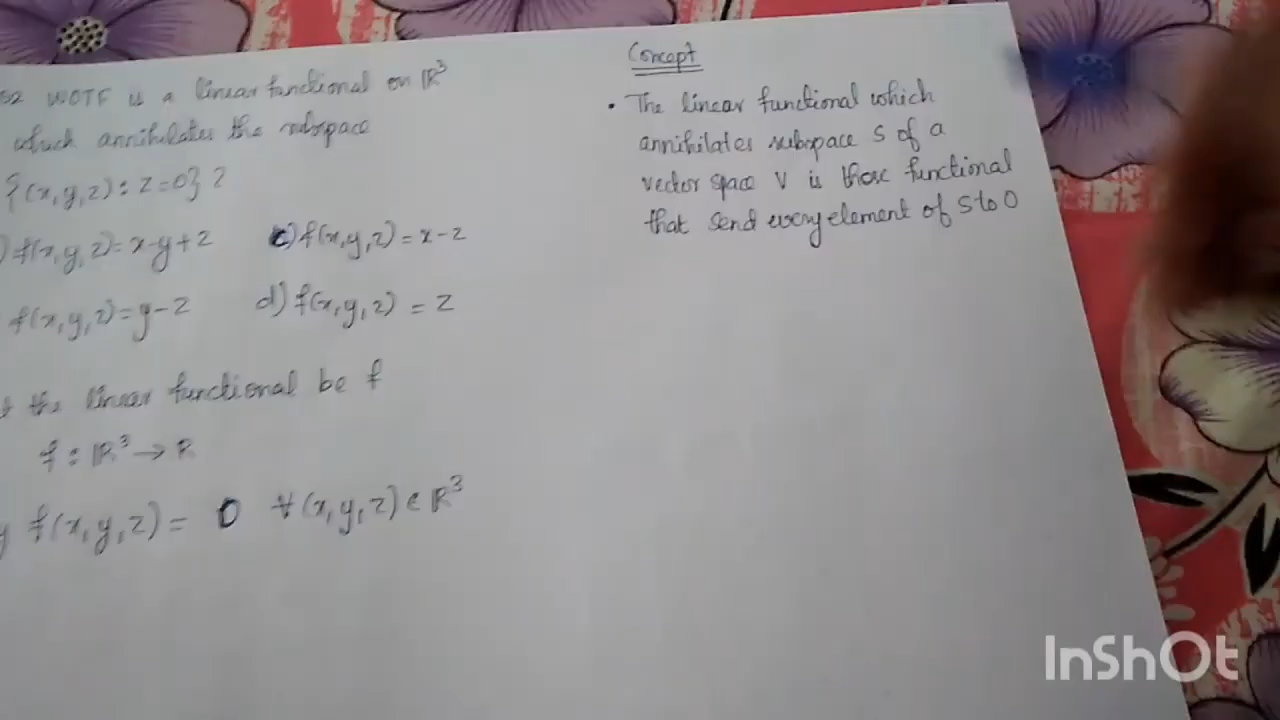 52 WOTF is a linear functional on ℝ³
which annihilates the subspace
{(x,y,z): z=0}?
) f(x,y,z)=x-y+z c) f(x,y,z)=x-z
f(x,y,z)=y-z d) f(x,y,z) = z
the linear functional be f
f: ℝ³ → ℝ
f(x,y,z)= 0 ∀(x,y,z)∈ℝ³
Concept
• The linear functional which
annihilates subspace S of a
vector space V is those functional
that send every element of S to 0
InShOt